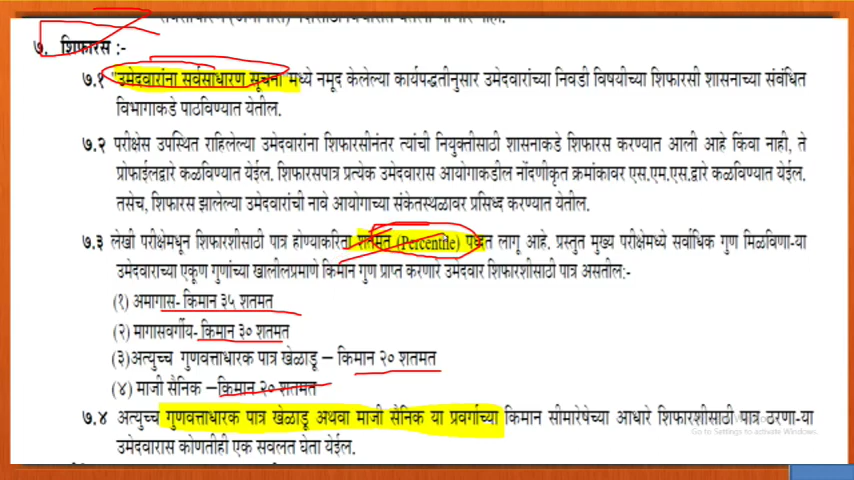 ७. शिफारस :-
७.१ "उमेदवारांना सर्वसाधारण सूचना मध्ये नमूद केलेल्या कार्यपद्धतीनुसार उमेदवारांच्या निवडी विषयीच्या शिफारसी शासनाच्या संबंधित
विभागाकडे पाठविण्यात येतील.
७.२ परीक्षेस उपस्थित राहिलेल्या उमेदवारांना शिफारसीनंतर त्यांची नियुक्तीसाठी शासनाकडे शिफारस करण्यात आली आहे किंवा नाही, ते
प्रोफाईलद्वारे कळविण्यात येईल. शिफारसपात्र प्रत्येक उमेदवारास आयोगाकडील नोंदणीकृत क्रमांकावर एस.एम.एस.द्वारे कळविण्यात येईल.
तसेच, शिफारस झालेल्या उमेदवारांची नावे आयोगाच्या संकेतस्थळावर प्रसिध्द करण्यात येतील.
७.३ लेखी परीक्षेमधून शिफारशीसाठी पात्र होण्याकरिता शतमत (Percentile) पध्दत लागू आहे. प्रस्तुत मुख्य परीक्षेमध्ये सर्वाधिक गुण मिळविणा-या
उमेदवाराच्या एकूण गुणांच्या खालीलप्रमाणे किमान गुण प्राप्त करणारे उमेदवार शिफारशीसाठी पात्र असतील:-
(१) अमागास- किमान ३५ शतमत
(२) मागासवर्गीय- किमान ३० शतमत
(३)अत्युच्च गुणवत्ताधारक पात्र खेळाडू – किमान २० शतमत
(४) माजी सैनिक –किमान २० शतमत
७.४ अत्युच्च गुणवत्ताधारक पात्र खेळाडू अथवा माजी सैनिक या प्रवर्गाच्या किमान सीमारेषेच्या आधारे शिफारशीसाठी पात्र ठरणा-या
Go to Settings to activate Windows.
उमेदवारास कोणतीही एक सवलत घेता येईल.